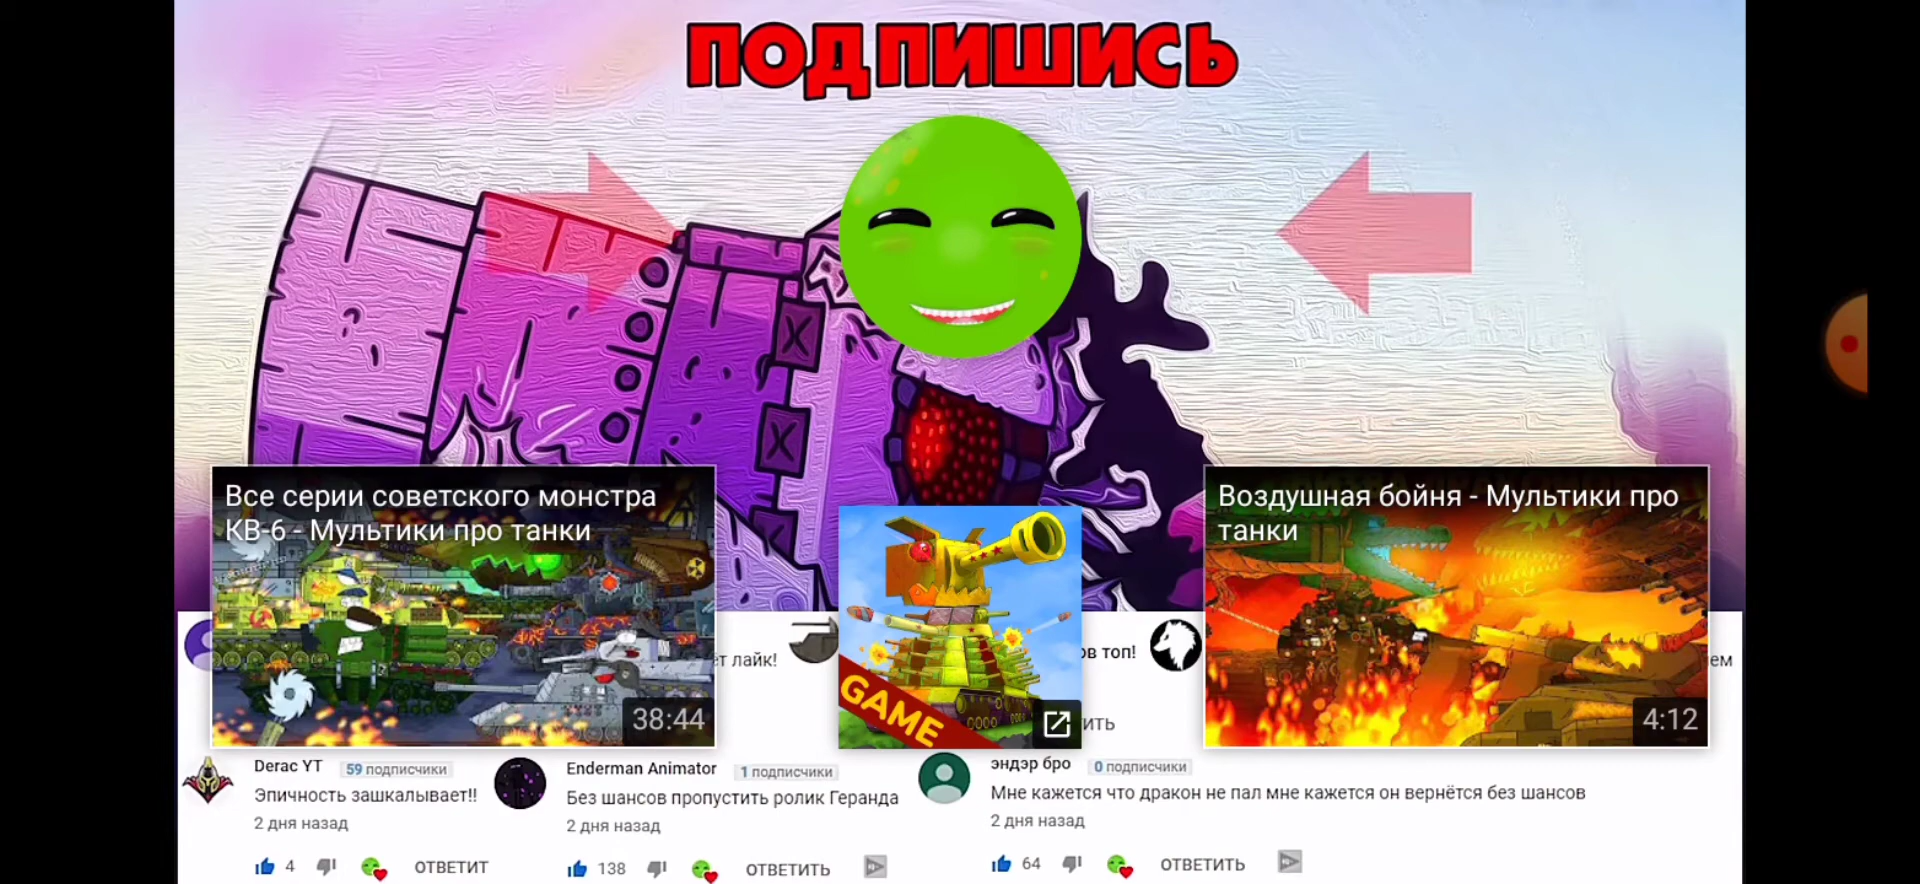 ПОДПИШИСЬ
Все серии советского монстра
КВ-6 - Мультики про танки
38:44
Воздушная бойня - Мультики про
танки
4:12
GAME
лайк!
топ!
Derac YT 59 подписчики
Эпичность зашкалывает!!
2 дня назад
4 ОТВЕТИТ
Enderman Animator 1 подписчики
Без шансов пропустить ролик Геранда
2 дня назад
138 ОТВЕТИТЬ
эндэр бро 0 подписчики
Мне кажется что дракон не пал мне кажется он вернётся без шансов
2 дня назад
64 ОТВЕТИТЬ